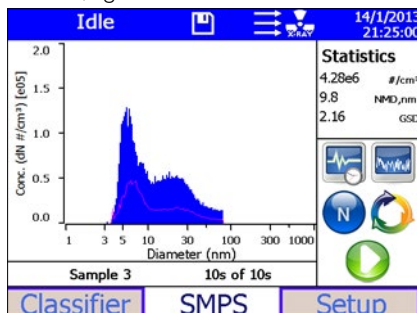 Idle
X-RAY
14/1/2013
21:25:00
2.0
1.5
1.0
0.5
0.0
Conc. (dN #/cm³) [e05]
1 3 5 10 30 100 300 1000
Diameter (nm)
Sample 3 10s of 10s
Statistics
4.28e6 #/cm³
9.8 NMD,nm
2.16 GSD
N
Classifier SMPS Setup